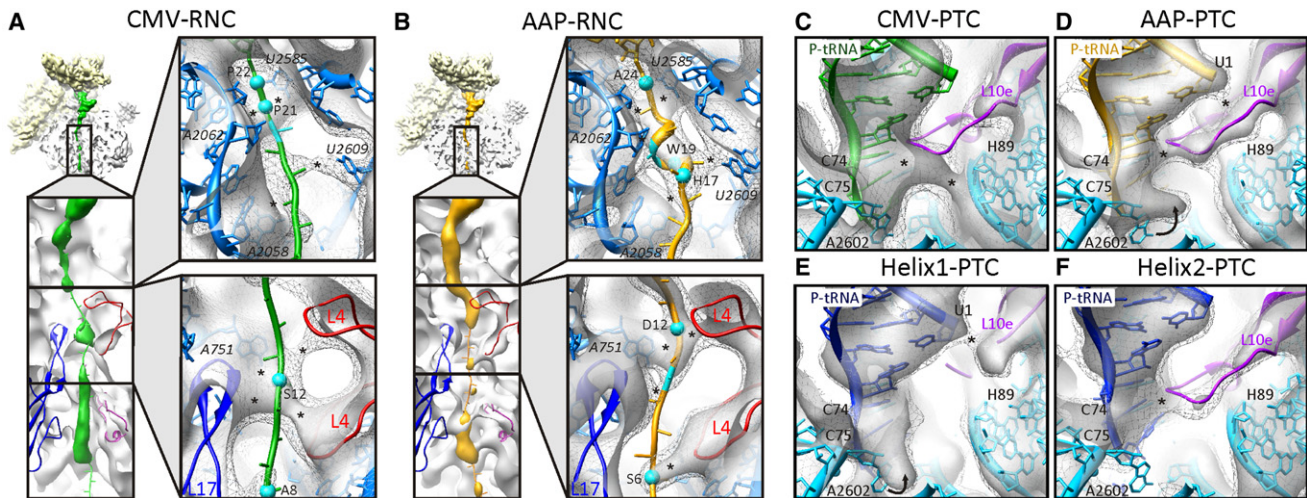 A
CMV-RNC
P22
U2585
P21
A2062
U2609
A2058
L4
A751
S12
L4
L17
A8
B
AAP-RNC
A24
U2585
A2062
W19
H17
U2609
A2058
D12
L4
A751
L4
S6
L17
C
CMV-PTC
P-tRNA
L10e
C74
H89
C75
A2602
D
AAP-PTC
P-tRNA
U1
L10e
C74
H89
C75
A2602
E
Helix1-PTC
P-tRNA
U1
L10e
C74
H89
C75
A2602
F
Helix2-PTC
P-tRNA
L10e
C74
H89
C75
A2602